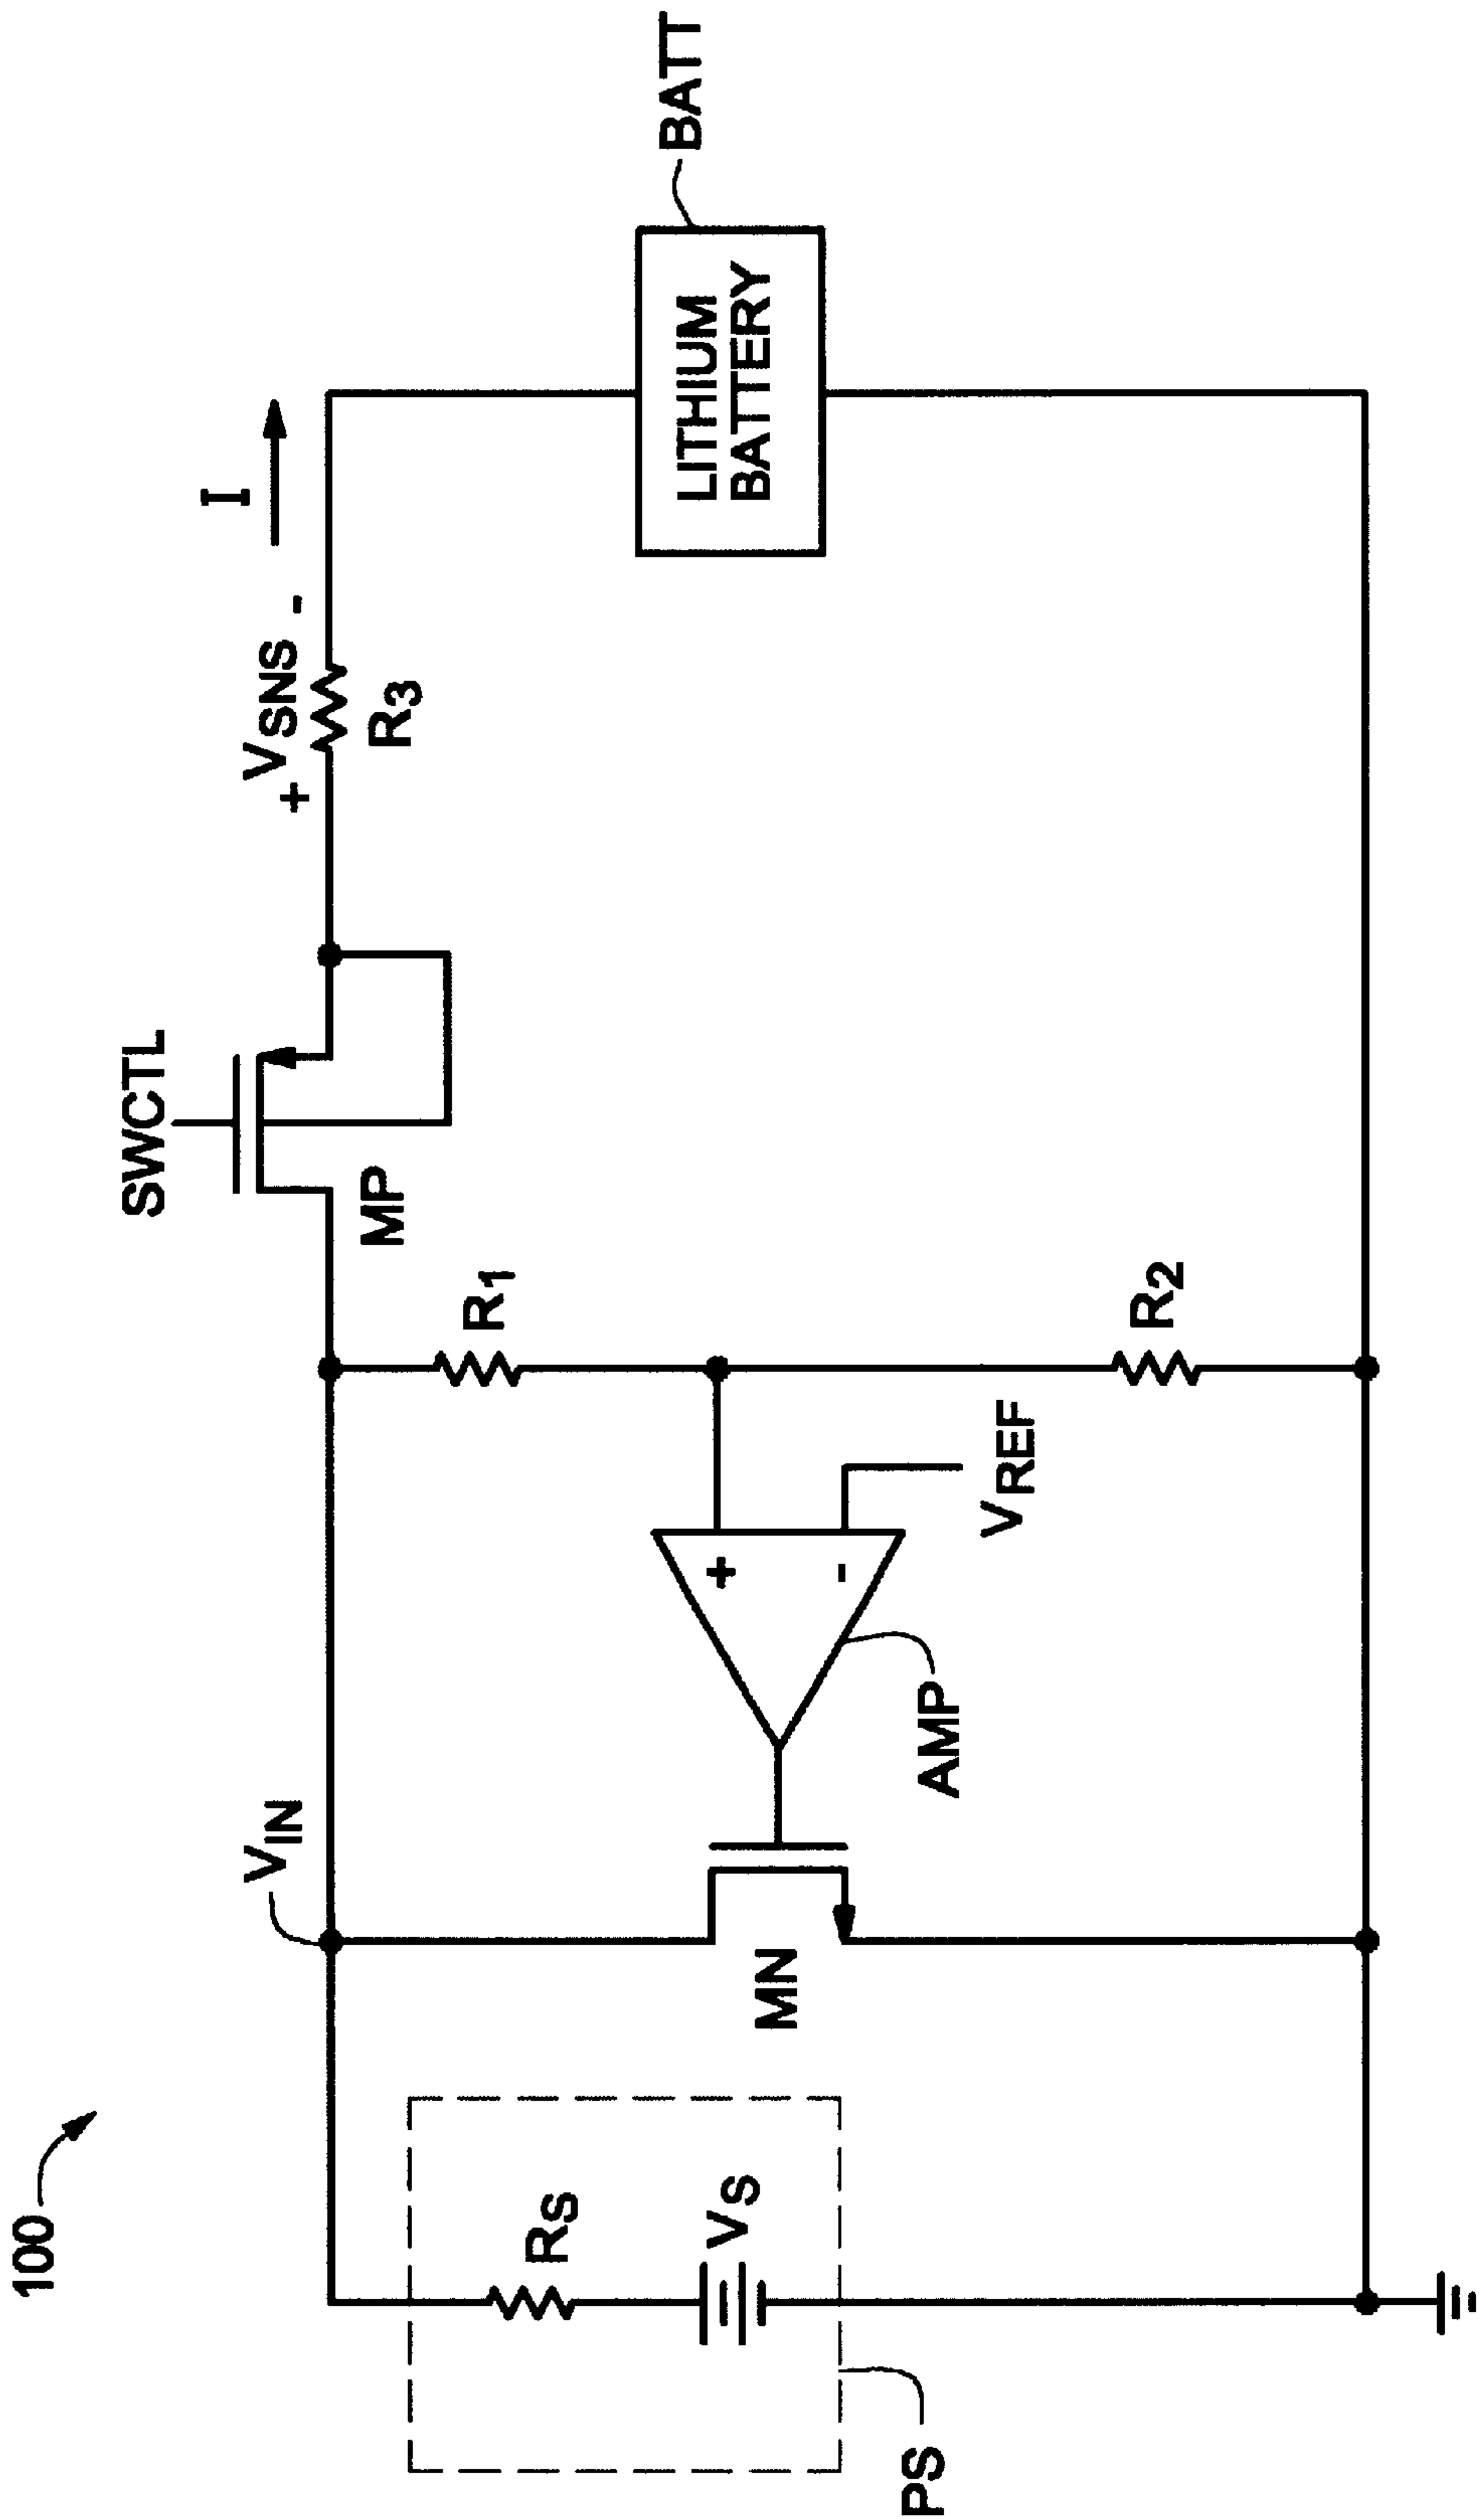 100
SWCTL
VIN
+ VSNS -
I
MP
R3
R1
RS
VS
MN
+
-
AMP
VREF
LITHIUM
BATTERY
BATT
PS
R2